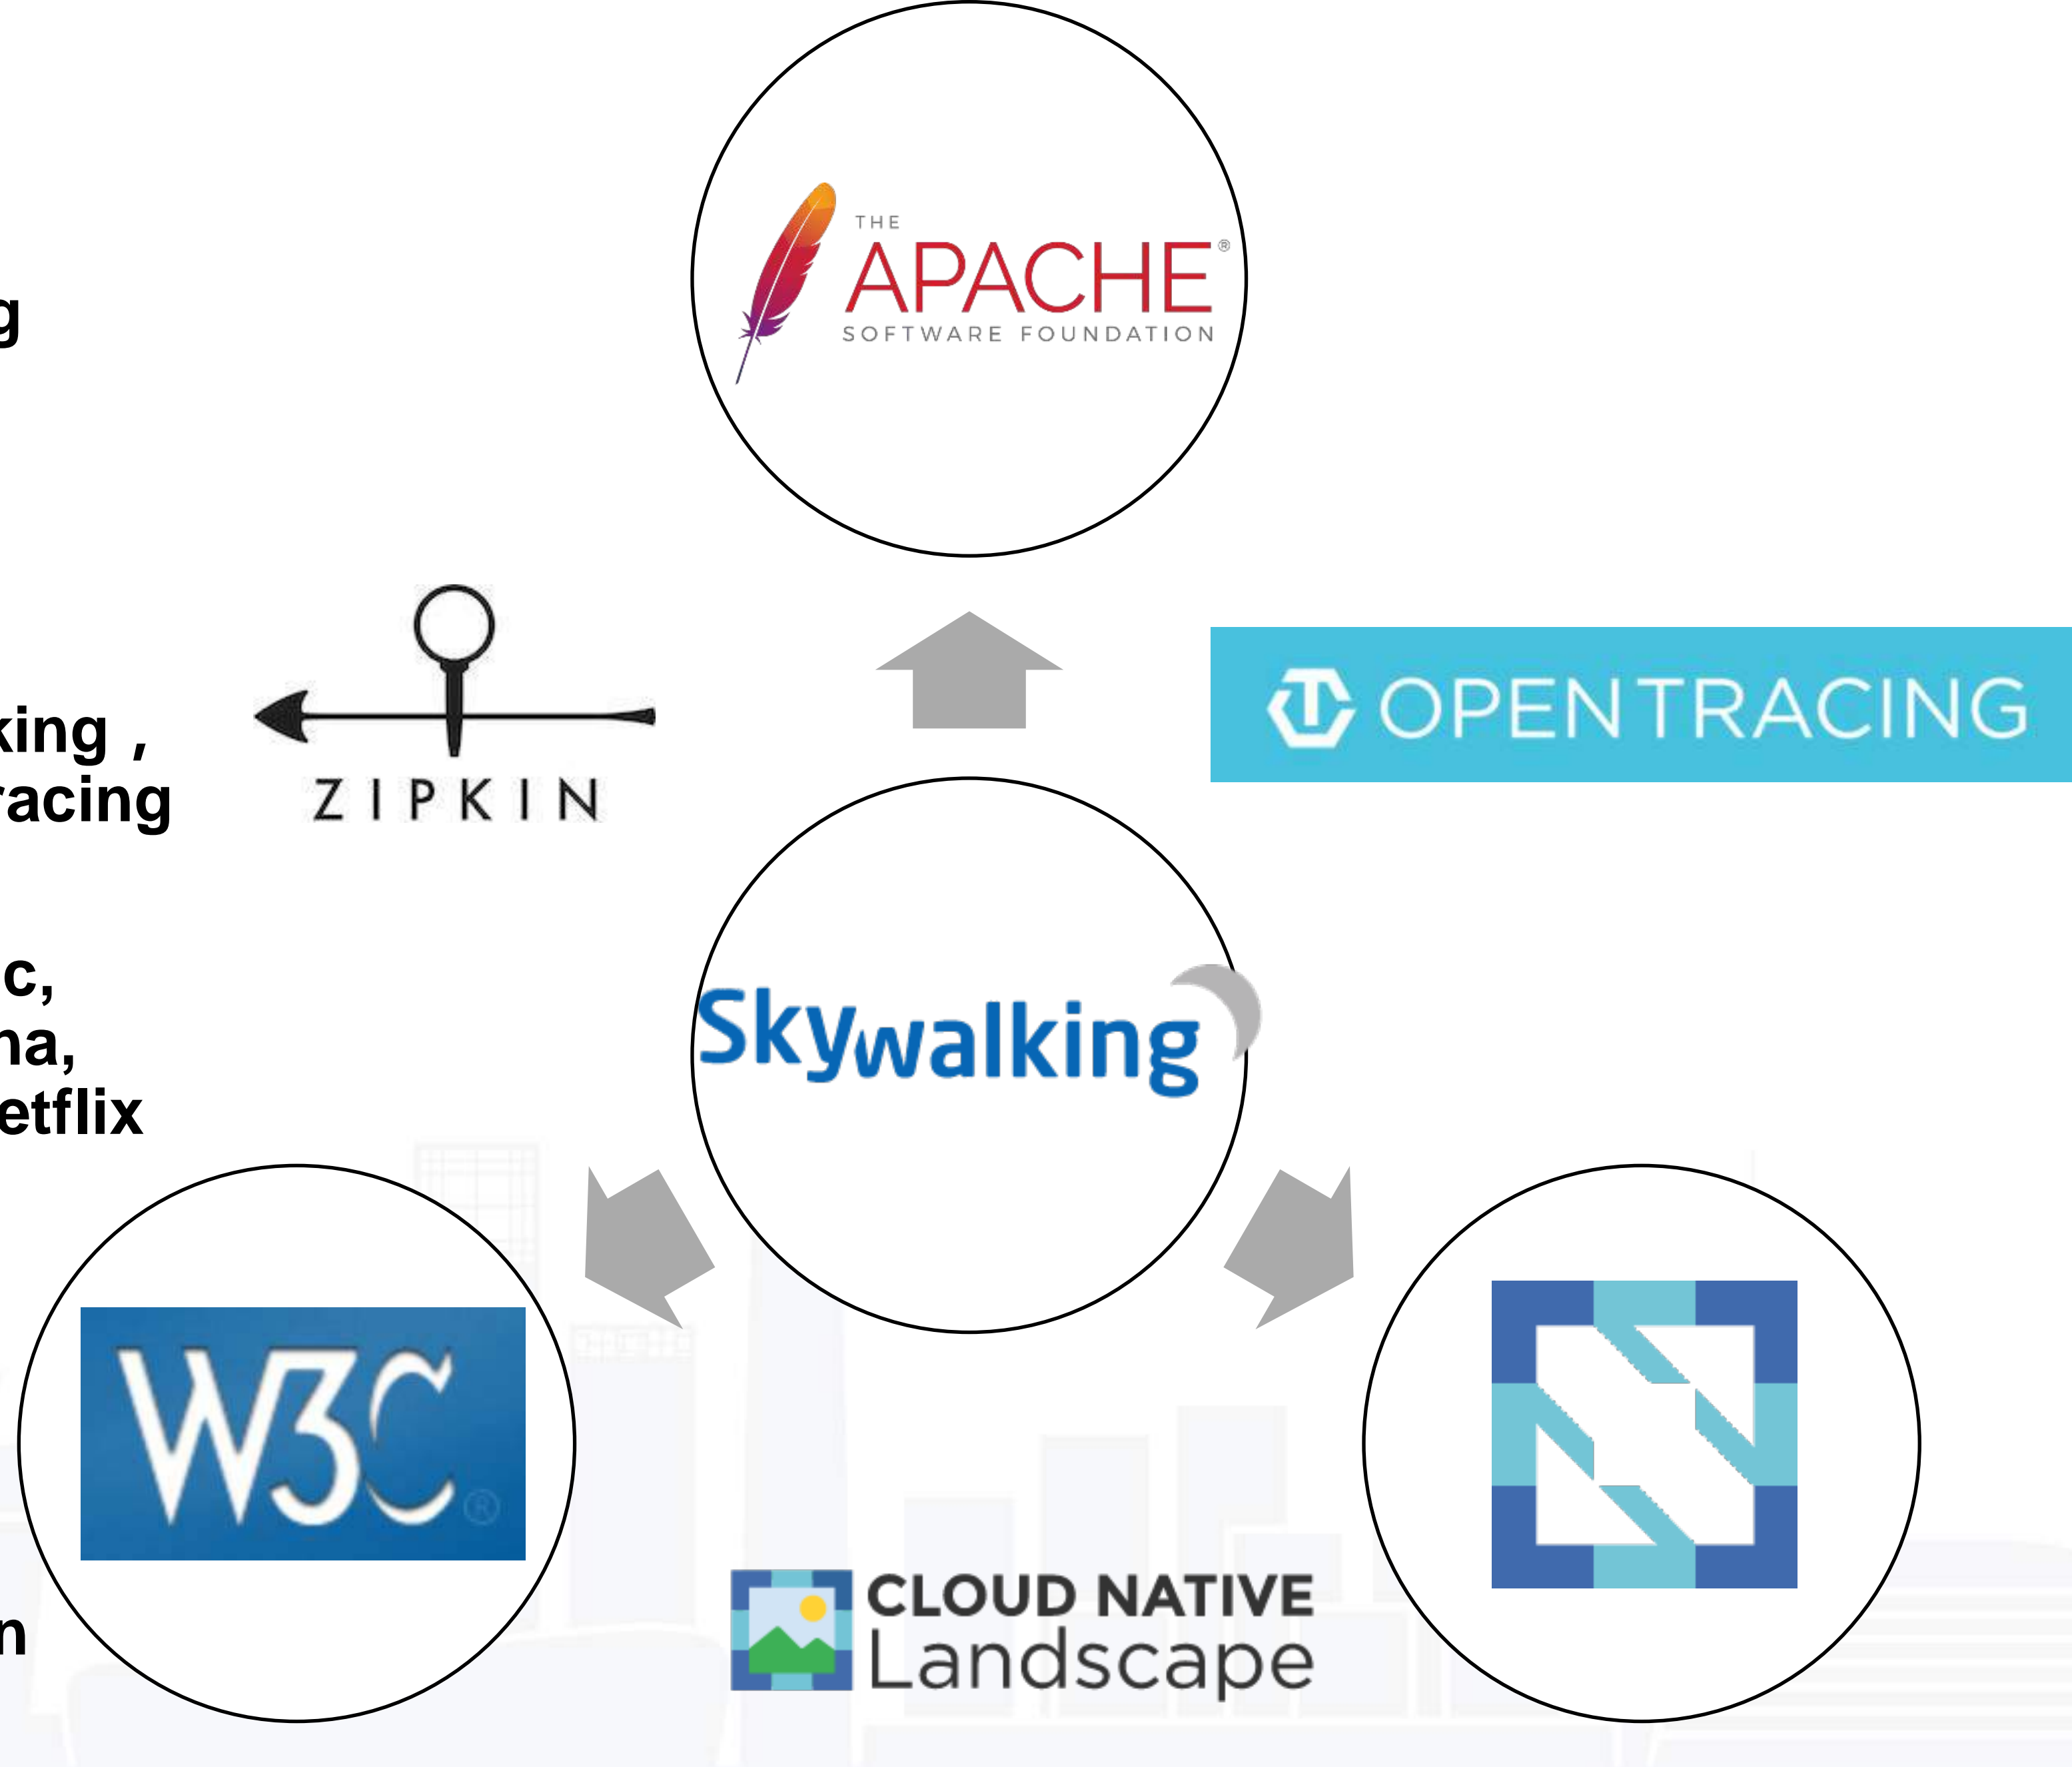 THE
APACHE®
SOFTWARE FOUNDATION
g
king ,
racing
ZIPKIN
OPENTRACING
c,
na,
etflix
Skywalking
W3C®
n
CLOUD NATIVE
Landscape